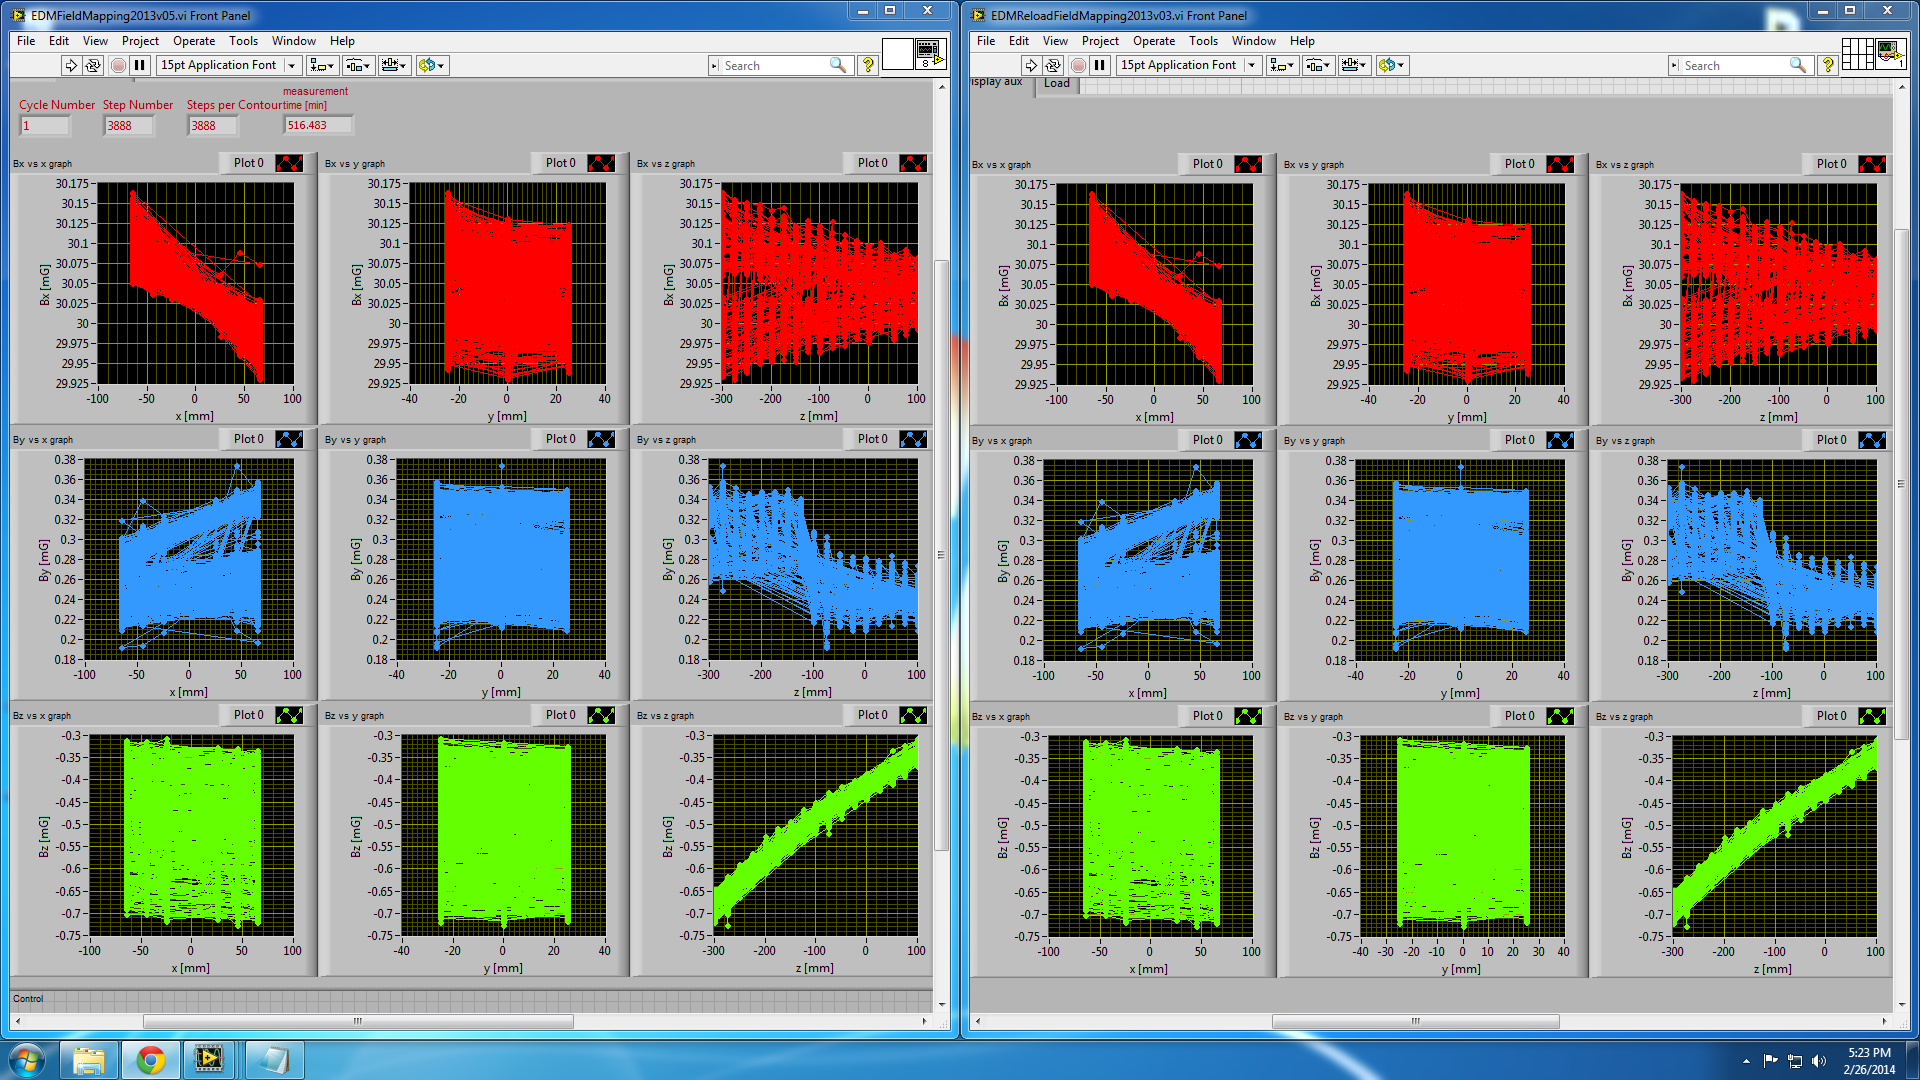 EDMFieldMapping2013v05.vi Front Panel
File Edit View Project Operate Tools Window Help
15pt Application Font
Search
8
measurement
Cycle Number Step Number Steps per Contour time [min]
1 3888 3888 516.483
Bx vs x graph Plot 0 Bx vs y graph Plot 0 Bx vs z graph Plot 0
Bx [mG]
30.175
30.15
30.125
30.1
30.075
30.05
30.025
30
29.975
29.95
29.925
-100 -50 0 50 100
x [mm]
Bx [mG]
30.175
30.15
30.125
30.1
30.075
30.05
30.025
30
29.975
29.95
29.925
-40 -20 0 20 40
y [mm]
Bx [mG]
30.175
30.15
30.125
30.1
30.075
30.05
30.025
30
29.975
29.95
29.925
-300 -200 -100 0 100
z [mm]
By vs x graph Plot 0 By vs y graph Plot 0 By vs z graph Plot 0
By [mG]
0.38
0.36
0.34
0.32
0.3
0.28
0.26
0.24
0.22
0.2
0.18
-100 -50 0 50 100
x [mm]
By [mG]
0.38
0.36
0.34
0.32
0.3
0.28
0.26
0.24
0.22
0.2
0.18
-40 -20 0 20 40
y [mm]
By [mG]
0.38
0.36
0.34
0.32
0.3
0.28
0.26
0.24
0.22
0.2
0.18
-300 -200 -100 0 100
z [mm]
Bz vs x graph Plot 0 Bz vs y graph Plot 0 Bz vs z graph Plot 0
Bz [mG]
-0.3
-0.35
-0.4
-0.45
-0.5
-0.55
-0.6
-0.65
-0.7
-0.75
-100 -50 0 50 100
x [mm]
Bz [mG]
-0.3
-0.35
-0.4
-0.45
-0.5
-0.55
-0.6
-0.65
-0.7
-0.75
-40 -20 0 20 40
y [mm]
Bz [mG]
-0.3
-0.35
-0.4
-0.45
-0.5
-0.55
-0.6
-0.65
-0.7
-0.75
-300 -200 -100 0 100
z [mm]
Control
EDMReloadFieldMapping2013v03.vi Front Panel
File Edit View Project Operate Tools Window Help
15pt Application Font
Search
1
isplay aux Load
Bx vs x graph Plot 0 Bx vs y graph Plot 0 Bx vs z graph Plot 0
Bx [mG]
30.175
30.15
30.125
30.1
30.075
30.05
30.025
30
29.975
29.95
29.925
-100 -50 0 50 100
x [mm]
Bx [mG]
30.175
30.15
30.125
30.1
30.075
30.05
30.025
30
29.975
29.95
29.925
-40 -20 0 20 40
y [mm]
Bx [mG]
30.175
30.15
30.125
30.1
30.075
30.05
30.025
30
29.975
29.95
29.925
-300 -200 -100 0 100
z [mm]
By vs x graph Plot 0 By vs y graph Plot 0 By vs z graph Plot 0
By [mG]
0.38
0.36
0.34
0.32
0.3
0.28
0.26
0.24
0.22
0.2
0.18
-100 -50 0 50 100
x [mm]
By [mG]
0.38
0.36
0.34
0.32
0.3
0.28
0.26
0.24
0.22
0.2
0.18
-40 -20 0 20 40
y [mm]
By [mG]
0.38
0.36
0.34
0.32
0.3
0.28
0.26
0.24
0.22
0.2
0.18
-300 -200 -100 0 100
z [mm]
Bz vs x graph Plot 0 Bz vs y graph Plot 0 Bz vs z graph Plot 0
Bz [mG]
-0.3
-0.35
-0.4
-0.45
-0.5
-0.55
-0.6
-0.65
-0.7
-0.75
-100 -50 0 50 100
x [mm]
Bz [mG]
-0.3
-0.35
-0.4
-0.45
-0.5
-0.55
-0.6
-0.65
-0.7
-0.75
-40 -30 -20 -10 0 10 20 30 40
y [mm]
Bz [mG]
-0.3
-0.35
-0.4
-0.45
-0.5
-0.55
-0.6
-0.65
-0.7
-0.75
-300 -200 -100 0 100
z [mm]
5:23 PM
2/26/2014